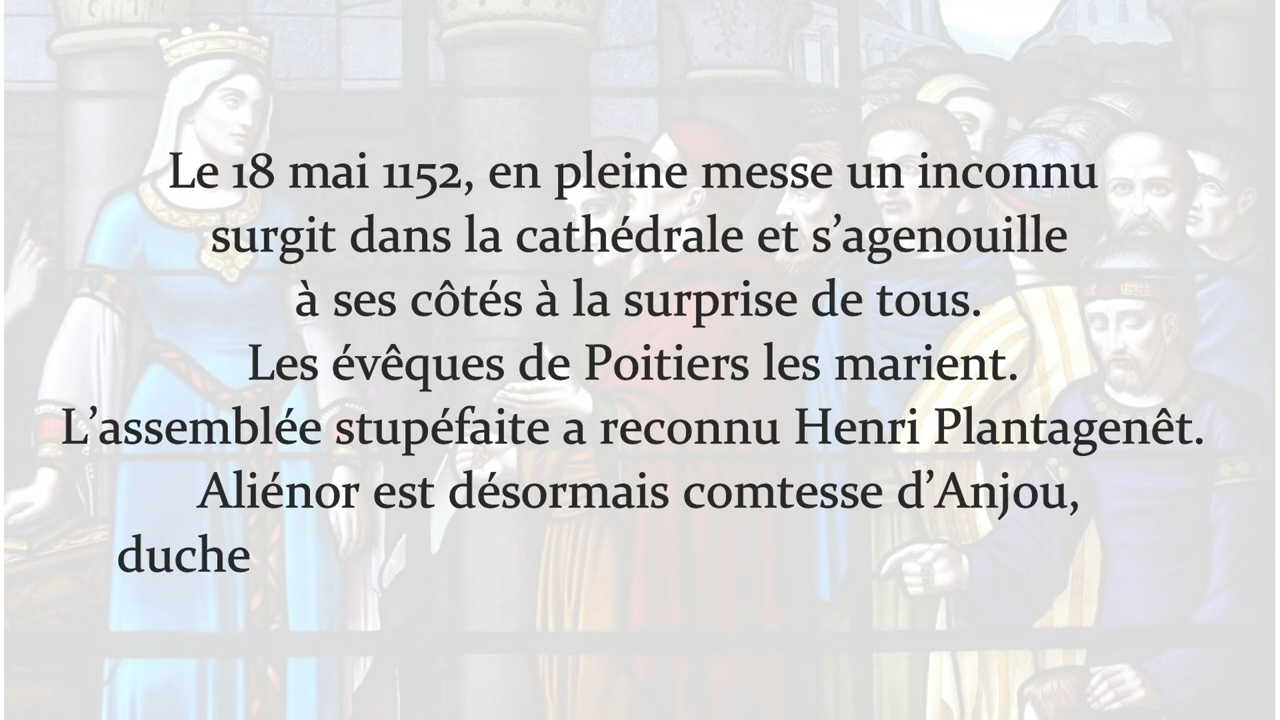 Le 18 mai 1152, en pleine messe un inconnu
surgit dans la cathédrale et s’agenouille
à ses côtés à la surprise de tous.
Les évêques de Poitiers les marient.
L’assemblée stupéfaite a reconnu Henri Plantagenêt.
Aliénor est désormais comtesse d’Anjou,
duche